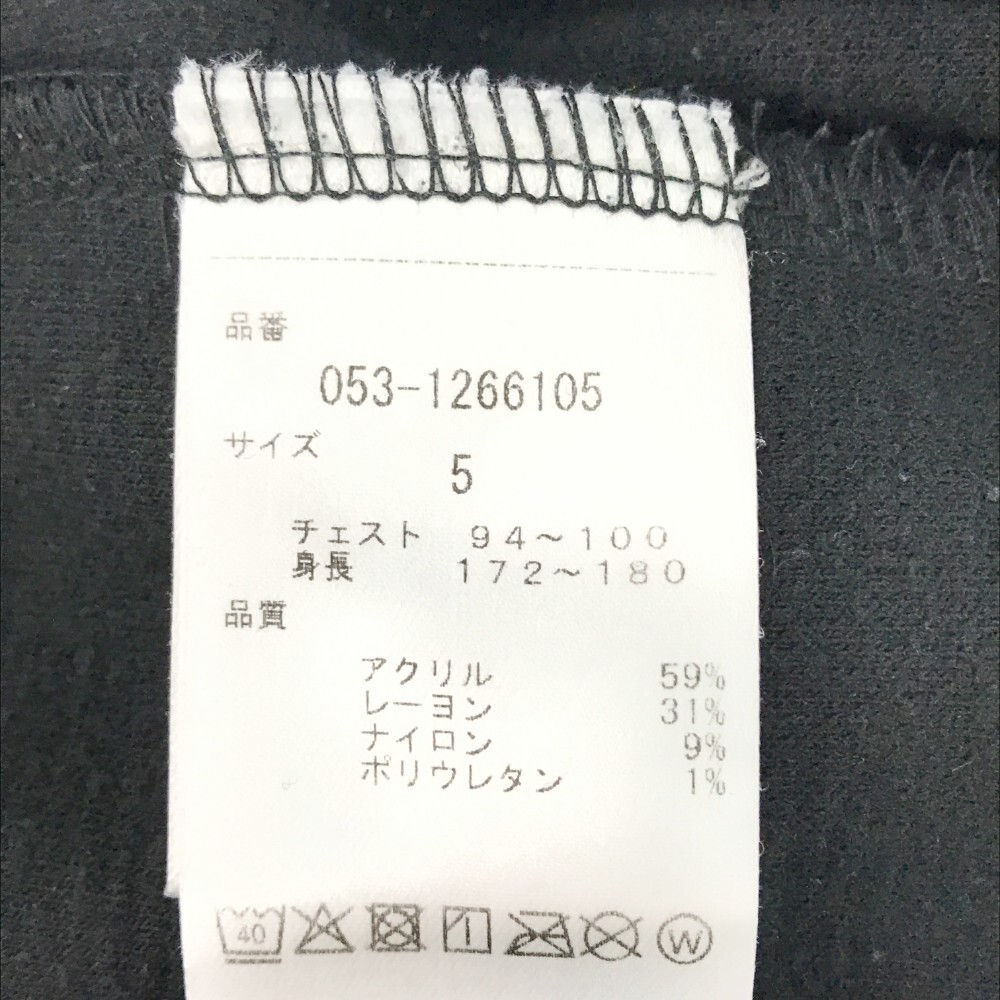 品番
053-1266105
サイズ
5
チェスト 94～100
身長 172～180
品質
アクリル 59%
レーヨン 31%
ナイロン 9%
ポリウレタン 1%
40 W